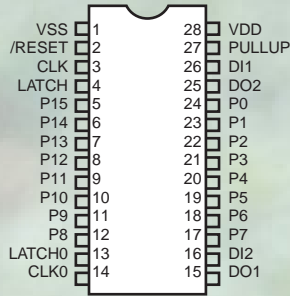 VSS 1 28 VDD
/RESET 2 27 PULLUP
CLK 3 26 DI1
LATCH 4 25 DO2
P15 5 24 P0
P14 6 23 P1
P13 7 22 P2
P12 8 21 P3
P11 9 20 P4
P10 10 19 P5
P9 11 18 P6
P8 12 17 P7
LATCH0 13 16 DI2
CLK0 14 15 DO1